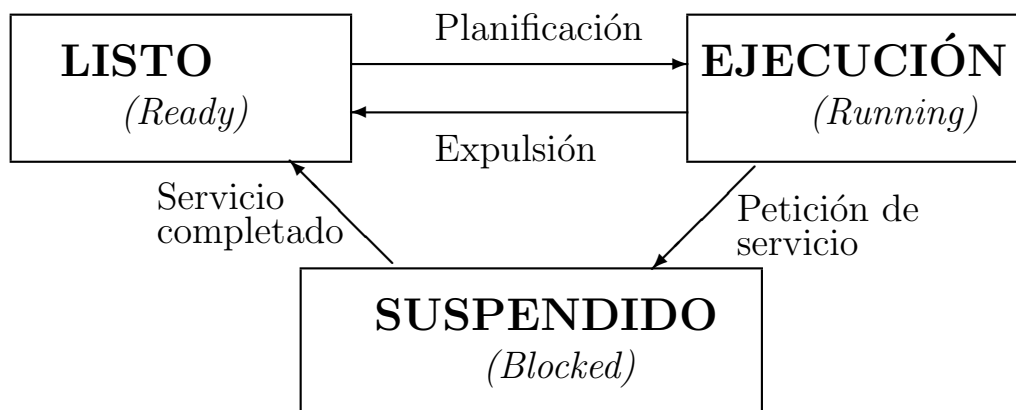 Planificación
LISTO
(Ready)
EJECUCIÓN
(Running)
Expulsión
Servicio
completado
Petición de
servicio
SUSPENDIDO
(Blocked)